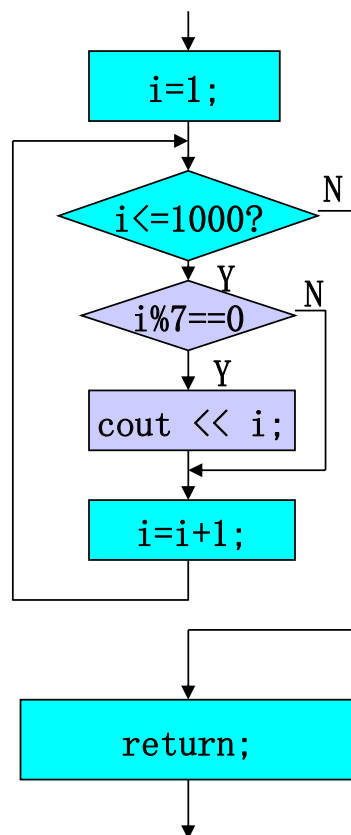 i=1;
i<=1000?
N
Y
i%7==0
N
Y
cout << i;
i=i+1;
return;